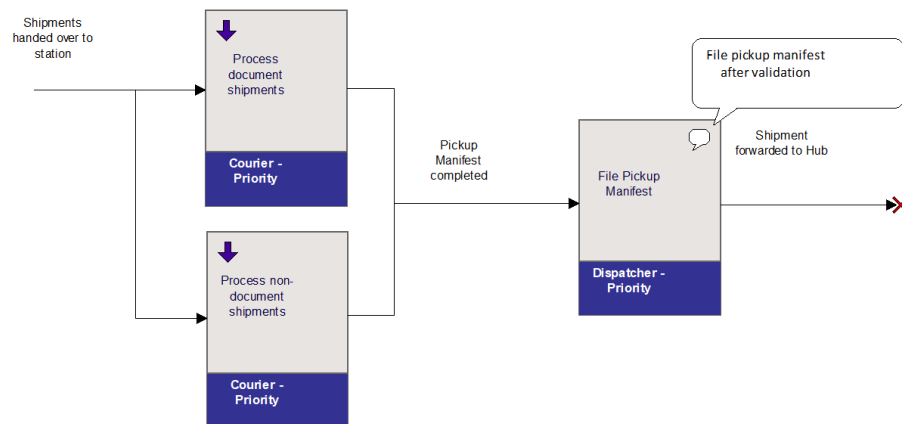 Shipments
handed over to
station
Process
document
shipments
Courier -
Priority
Process non-
document
shipments
Courier -
Priority
Pickup
Manifest
completed
File Pickup
Manifest
Dispatcher -
Priority
File pickup manifest
after validation
Shipment
forwarded to Hub